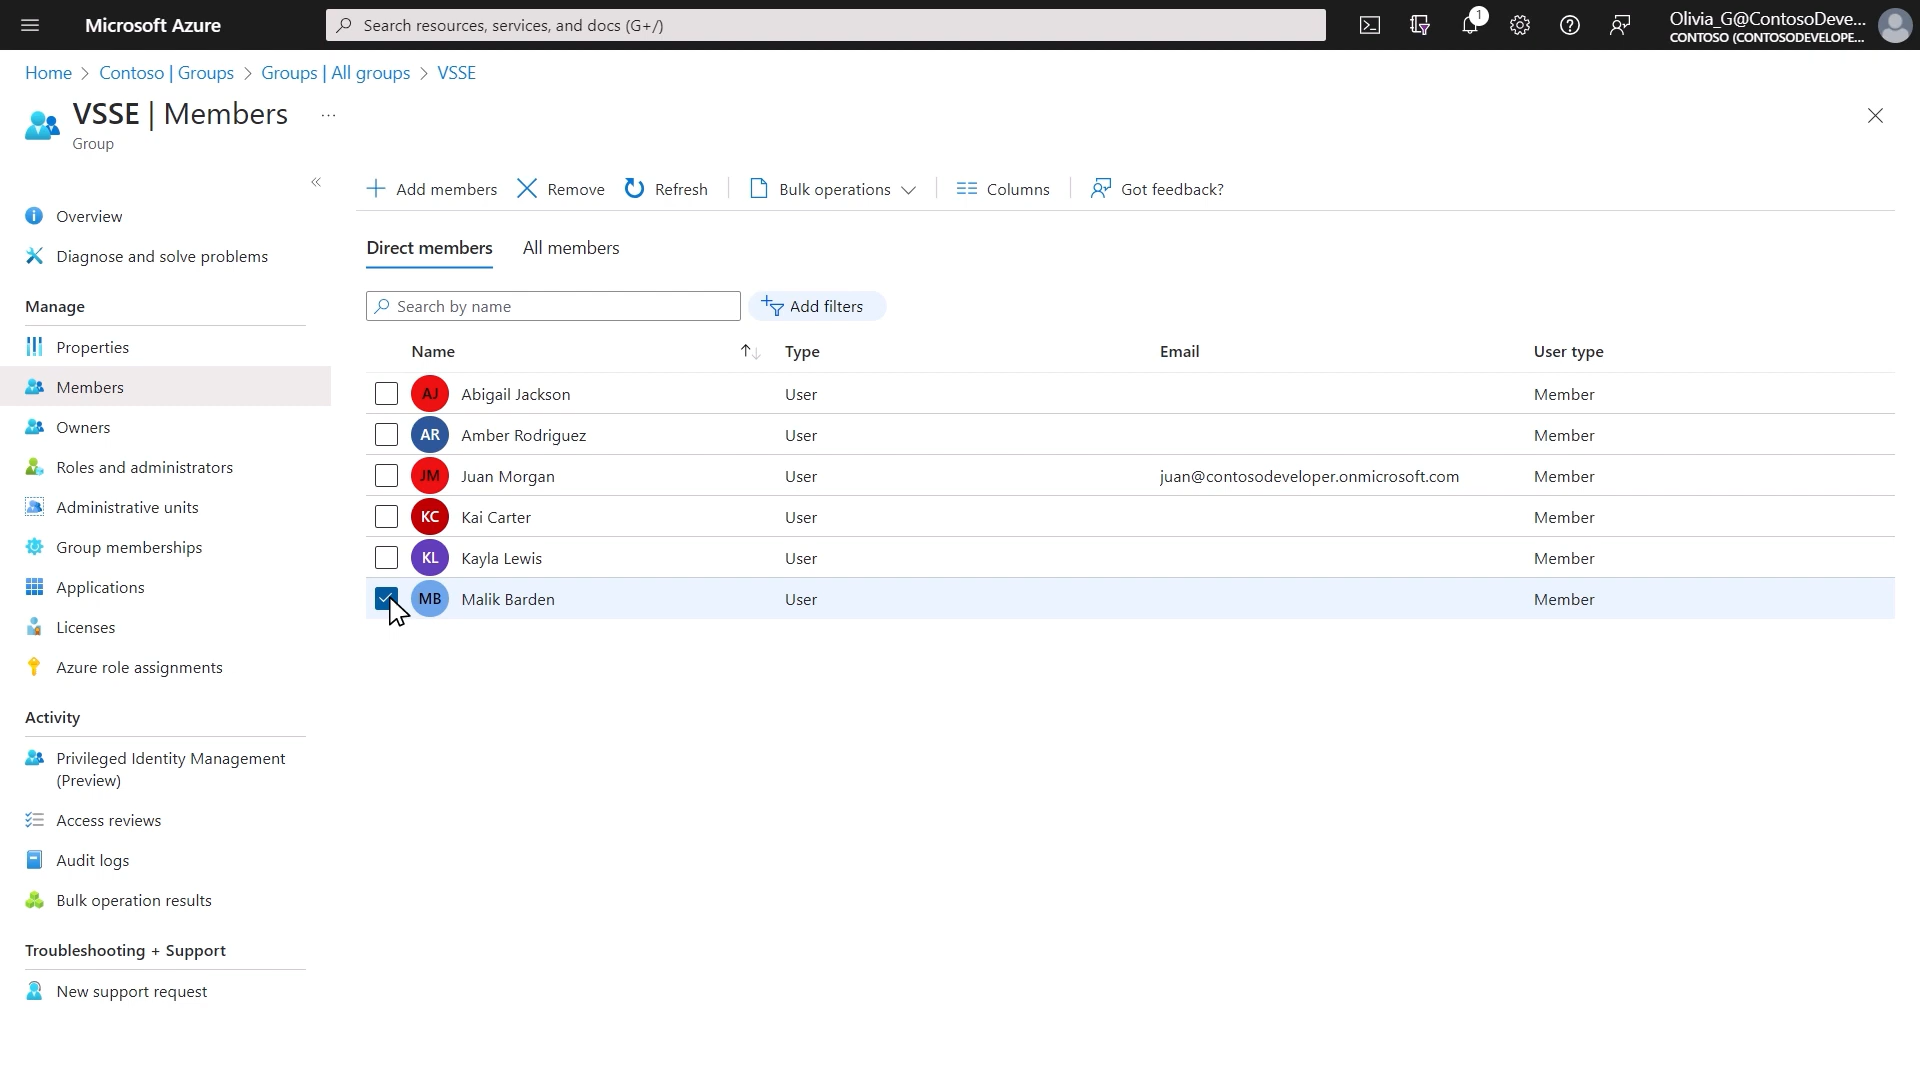 Microsoft Azure
Search resources, services, and docs (G+/)
1
Olivia_G@ContosoDeve...
CONTOSO (CONTOSODEVELOPE...
Home > Contoso | Groups > Groups | All groups > VSSE
VSSE | Members ...
Group
Add members Remove Refresh Bulk operations Columns Got feedback?
Overview
Diagnose and solve problems
Manage
Properties
Members
Owners
Roles and administrators
Administrative units
Group memberships
Applications
Licenses
Azure role assignments
Activity
Privileged Identity Management
(Preview)
Access reviews
Audit logs
Bulk operation results
Troubleshooting + Support
New support request
Direct members All members
Search by name Add filters
Name Type Email User type
AJ Abigail Jackson User Member
AR Amber Rodriguez User Member
JM Juan Morgan User juan@contosodeveloper.onmicrosoft.com Member
KC Kai Carter User Member
KL Kayla Lewis User Member
MB Malik Barden User Member